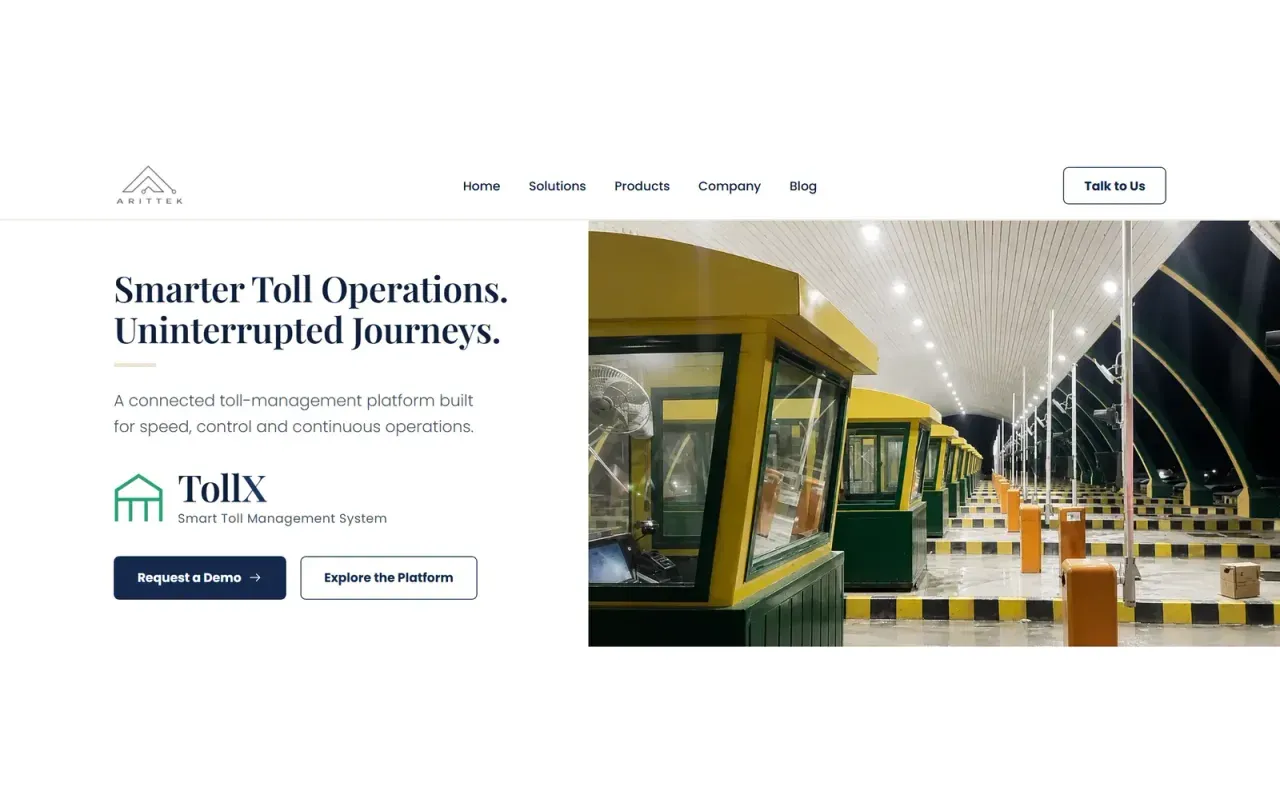 ARITTEK
Home
Solutions
Products
Company
Blog
Talk to Us
Smarter Toll Operations.
Uninterrupted Journeys.
A connected toll-management platform built
for speed, control and continuous operations.
TollX
Smart Toll Management System
Request a Demo →
Explore the Platform